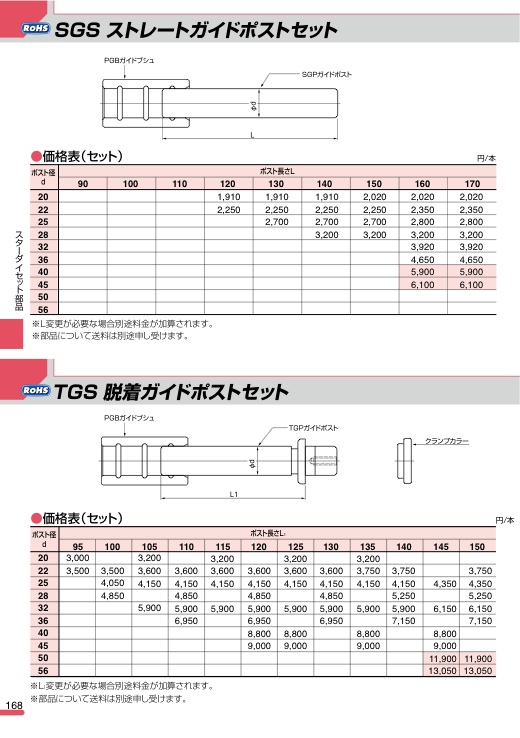 RoHS SGS ストレートガイドポストセット
PGBガイドブシュ
SGPガイドポスト
φd
L
●価格表(セット)
円/本
ポスト径 d ポスト長さL
90 100 110 120 130 140 150 160 170
20 1,910 1,910 1,910 2,020 2,020 2,020
22 2,250 2,250 2,250 2,250 2,350 2,350
25 2,700 2,700 2,700 2,800 2,800
28 3,200 3,200 3,200 3,200
32 3,920 3,920
36 4,650 4,650
40 5,900 5,900
45 6,100 6,100
50
56
※L変更が必要な場合別途料金が加算されます。
※部品について送料は別途申し受けます。
スターダイセット部品
RoHS TGS 脱着ガイドポストセット
PGBガイドブシュ
TGPガイドポスト
クランプカラー
φd
L1
●価格表(セット)
円/本
ポスト径 d ポスト長さL₁
95 100 105 110 115 120 125 130 135 140 145 150
20 3,000 3,200 3,200 3,200 3,200
22 3,500 3,500 3,600 3,600 3,600 3,600 3,600 3,600 3,750 3,750 3,750
25 4,050 4,150 4,150 4,150 4,150 4,150 4,150 4,150 4,150 4,350 4,350
28 4,850 4,850 4,850 4,850 5,250 5,250
32 5,900 5,900 5,900 5,900 5,900 5,900 5,900 5,900 6,150 6,150
36 6,950 6,950 6,950 7,150 7,150
40 8,800 8,800 8,800 8,800
45 9,000 9,000 9,000 9,000
50 11,900 11,900
56 13,050 13,050
※L₁変更が必要な場合別途料金が加算されます。
※部品について送料は別途申し受けます。
168